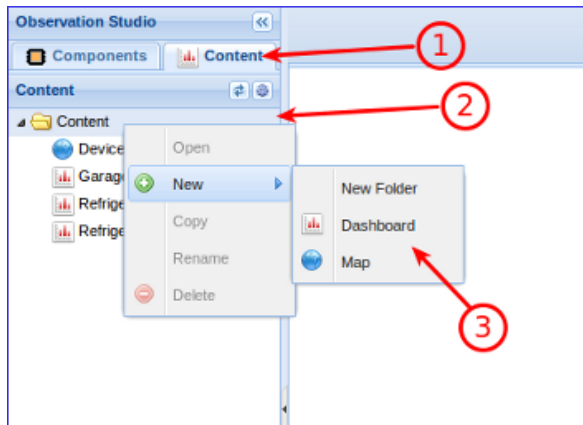 Observation Studio
Components
Content
1
Content
2
Content
Device
Open
Garage
New
New Folder
Refrige
Copy
Dashboard
Refrige
Rename
Map
Delete
3